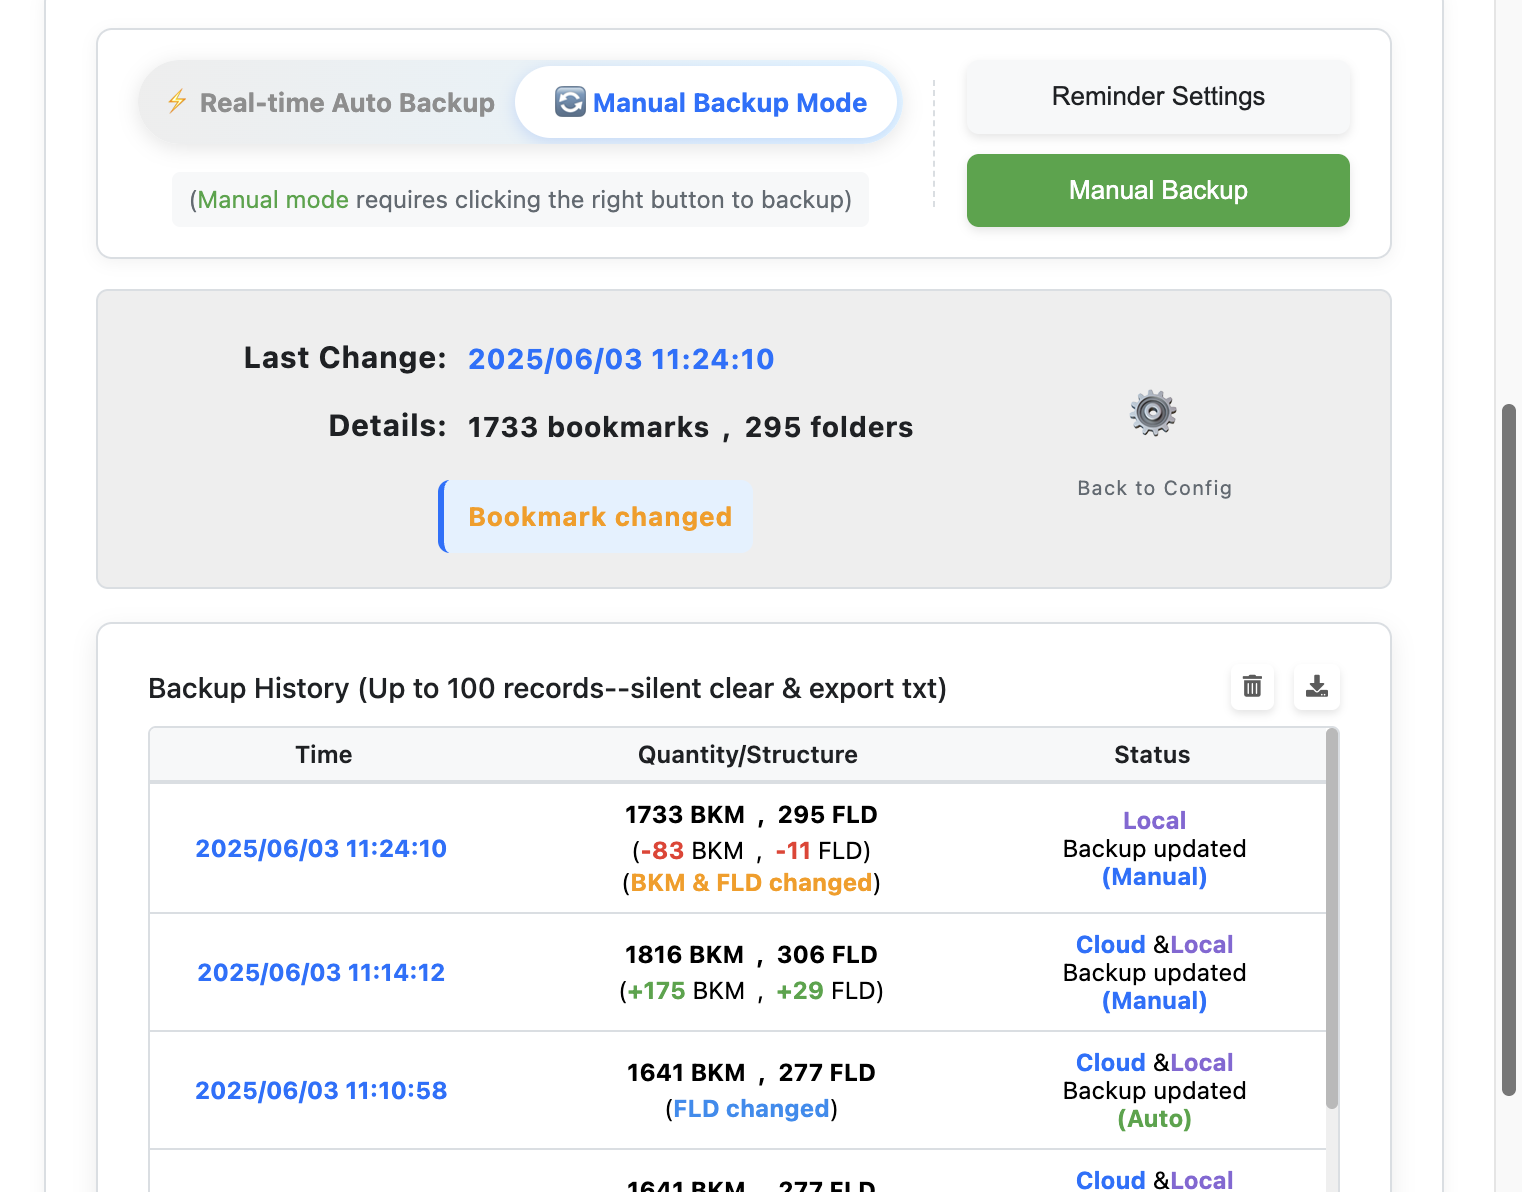 ⚡ Real-time Auto Backup
🔄 Manual Backup Mode
Reminder Settings
(Manual mode requires clicking the right button to backup)
Manual Backup
Last Change: 2025/06/03 11:24:10
Details: 1733 bookmarks , 295 folders
Bookmark changed
Back to Config
Backup History (Up to 100 records--silent clear & export txt)
Time Quantity/Structure Status
2025/06/03 11:24:10
1733 BKM , 295 FLD
(-83 BKM , -11 FLD)
(BKM & FLD changed)
Local
Backup updated
(Manual)
2025/06/03 11:14:12
1816 BKM , 306 FLD
(+175 BKM , +29 FLD)
Cloud &Local
Backup updated
(Manual)
2025/06/03 11:10:58
1641 BKM , 277 FLD
(FLD changed)
Cloud &Local
Backup updated
(Auto)
1641 BKM , 277 FLD
Cloud &Local